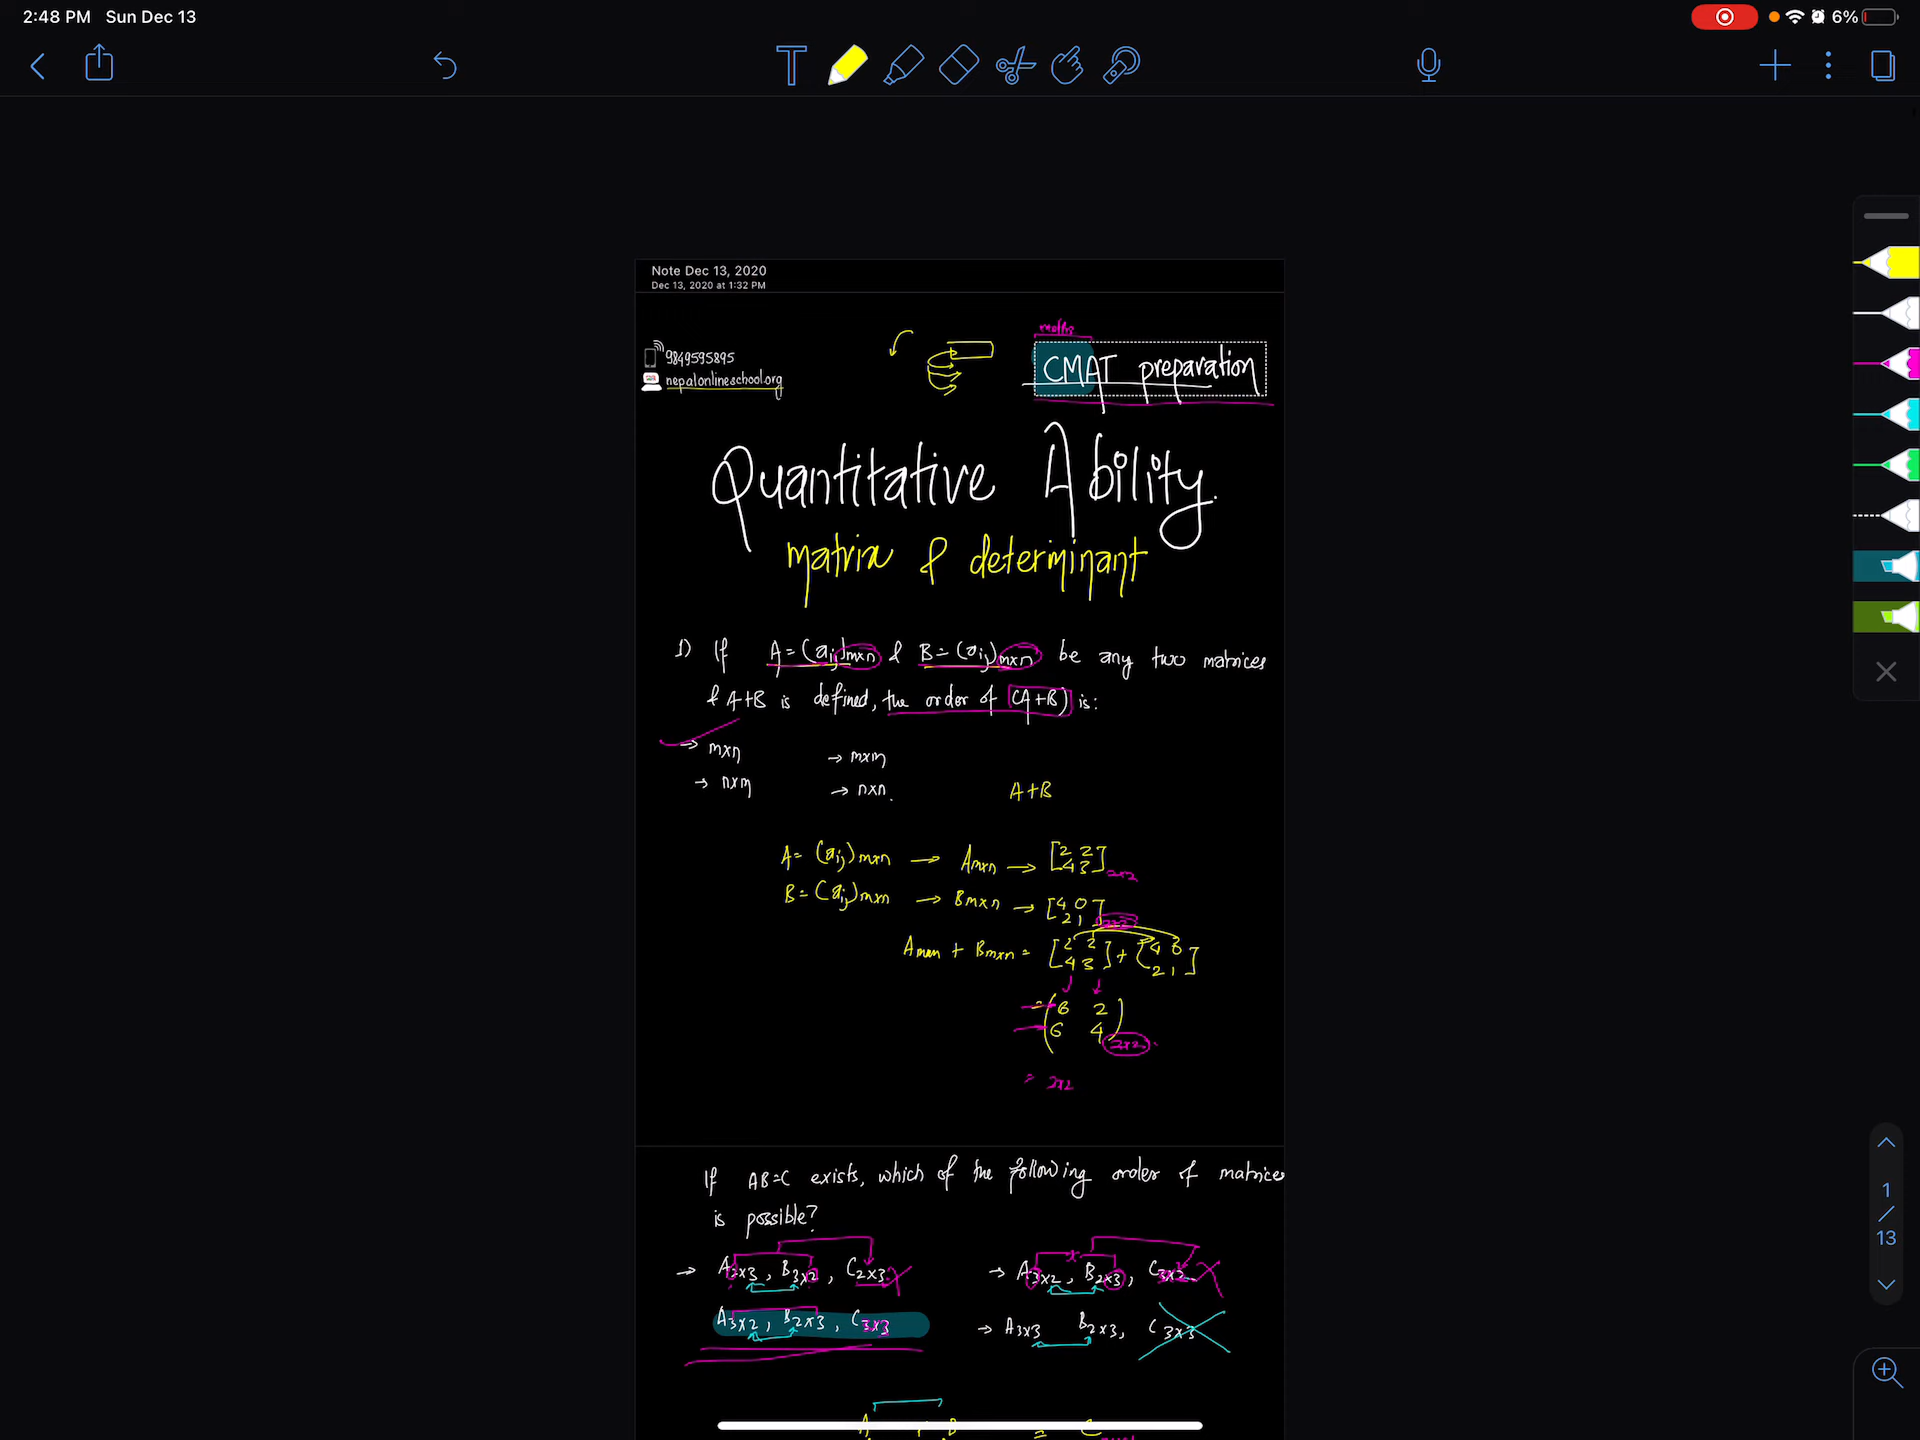 2:48 PM Sun Dec 13
6%
Note Dec 13, 2020
Dec 13, 2020 at 1:32 PM
maths
9849595895
nepalonlineschool.org
CMAT preparation
Quantitative Ability.
matrix & determinant
1) If A = (aij)mxn & B = (aij)mxn be any two matrices
& A+B is defined, the order of (A+B) is:
→ mxn → mxm
→ nxm → nxn.
A+B
A = (aij)mxn → Amxn → [2 2
4 3]2x2
B = (aij)mxn → Bmxn → [4 0
2 1]2x2
Amxn + Bmxn = [2 2 + [4 0
4 3] 2 1]
= (6 2
6 4)2x2
= 2x2
If AB=C exists, which of the following order of matrices
is possible?
→ A2x3, B3x2, C2x3 x → A3x2, B2x3, C3x2 x
A3x2, B2x3, C3x3 → A3x3 B2x3, C3x3
1
/
13